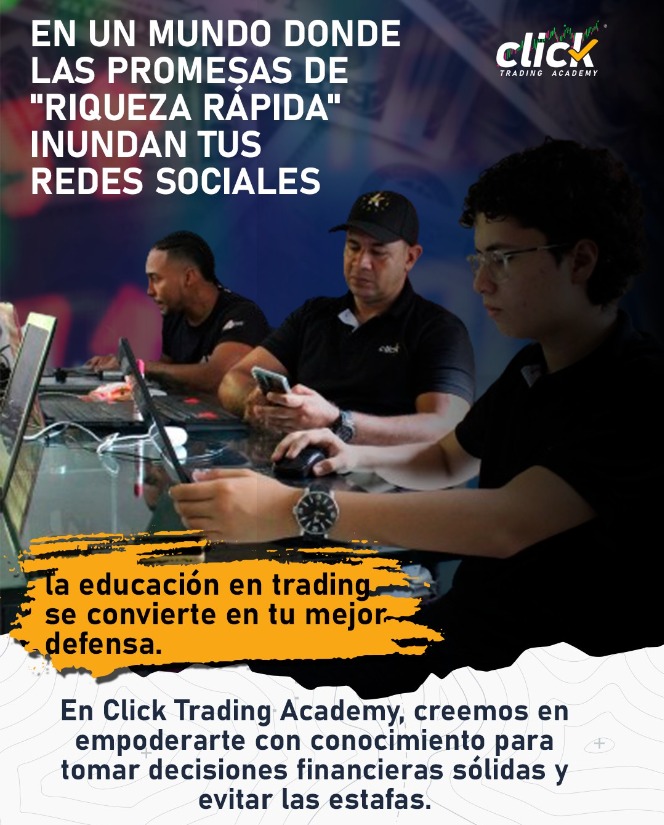 EN UN MUNDO DONDE
LAS PROMESAS DE
"RIQUEZA RÁPIDA"
INUNDAN TUS
REDES SOCIALES
click
TRADING ACADEMY
click
la educación en trading
se convierte en tu mejor
defensa.
En Click Trading Academy, creemos en
empoderarte con conocimiento para
tomar decisiones financieras sólidas y
evitar las estafas.